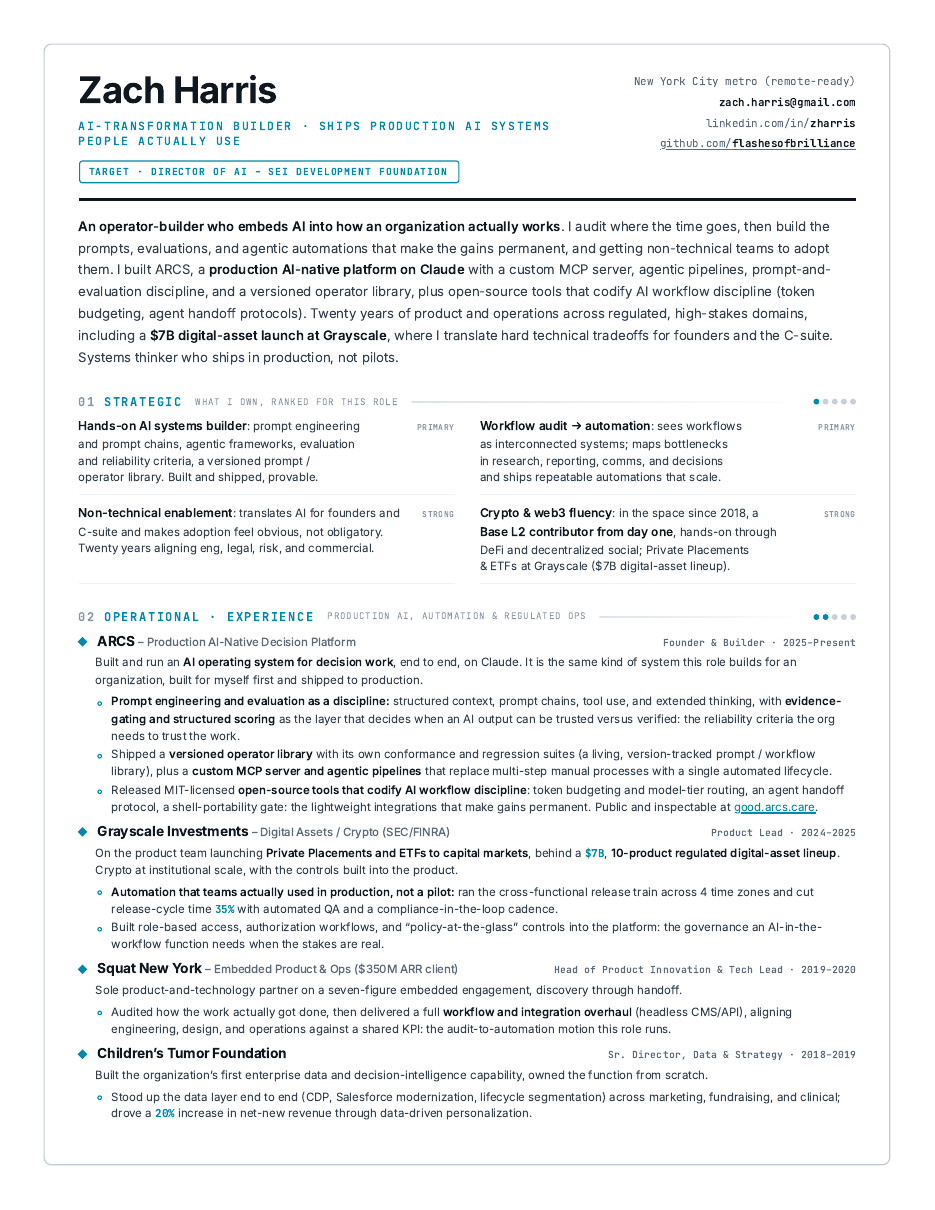 Zach Harris
AI-TRANSFORMATION BUILDER · SHIPS PRODUCTION AI SYSTEMS
PEOPLE ACTUALLY USE
TARGET · DIRECTOR OF AI – SEI DEVELOPMENT FOUNDATION
New York City metro (remote-ready)
zach.harris@gmail.com
linkedin.com/in/zharris
github.com/flashesofbrilliance
An operator-builder who embeds AI into how an organization actually works. I audit where the time goes, then build the
prompts, evaluations, and agentic automations that make the gains permanent, and getting non-technical teams to adopt
them. I built ARCS, a production AI-native platform on Claude with a custom MCP server, agentic pipelines, prompt-and-
evaluation discipline, and a versioned operator library, plus open-source tools that codify AI workflow discipline (token
budgeting, agent handoff protocols). Twenty years of product and operations across regulated, high-stakes domains,
including a $7B digital-asset launch at Grayscale, where I translate hard technical tradeoffs for founders and the C-suite.
Systems thinker who ships in production, not pilots.
01 STRATEGIC WHAT I OWN, RANKED FOR THIS ROLE
Hands-on AI systems builder: prompt engineering PRIMARY
and prompt chains, agentic frameworks, evaluation
and reliability criteria, a versioned prompt /
operator library. Built and shipped, provable.
Workflow audit → automation: sees workflows PRIMARY
as interconnected systems; maps bottlenecks
in research, reporting, comms, and decisions
and ships repeatable automations that scale.
Non-technical enablement: translates AI for founders and STRONG
C-suite and makes adoption feel obvious, not obligatory.
Twenty years aligning eng, legal, risk, and commercial.
Crypto & web3 fluency: in the space since 2018, a STRONG
Base L2 contributor from day one, hands-on through
DeFi and decentralized social; Private Placements
& ETFs at Grayscale ($7B digital-asset lineup).
02 OPERATIONAL · EXPERIENCE PRODUCTION AI, AUTOMATION & REGULATED OPS
ARCS – Production AI-Native Decision Platform Founder & Builder · 2025–Present
Built and run an AI operating system for decision work, end to end, on Claude. It is the same kind of system this role builds for an
organization, built for myself first and shipped to production.
Prompt engineering and evaluation as a discipline: structured context, prompt chains, tool use, and extended thinking, with evidence-
gating and structured scoring as the layer that decides when an AI output can be trusted versus verified: the reliability criteria the org
needs to trust the work.
Shipped a versioned operator library with its own conformance and regression suites (a living, version-tracked prompt / workflow
library), plus a custom MCP server and agentic pipelines that replace multi-step manual processes with a single automated lifecycle.
Released MIT-licensed open-source tools that codify AI workflow discipline: token budgeting and model-tier routing, an agent handoff
protocol, a shell-portability gate: the lightweight integrations that make gains permanent. Public and inspectable at good.arcs.care.
Grayscale Investments – Digital Assets / Crypto (SEC/FINRA) Product Lead · 2024–2025
On the product team launching Private Placements and ETFs to capital markets, behind a $7B, 10-product regulated digital-asset lineup.
Crypto at institutional scale, with the controls built into the product.
Automation that teams actually used in production, not a pilot: ran the cross-functional release train across 4 time zones and cut
release-cycle time 35% with automated QA and a compliance-in-the-loop cadence.
Built role-based access, authorization workflows, and “policy-at-the-glass” controls into the platform: the governance an AI-in-the-
workflow function needs when the stakes are real.
Squat New York – Embedded Product & Ops ($350M ARR client) Head of Product Innovation & Tech Lead · 2019–2020
Sole product-and-technology partner on a seven-figure embedded engagement, discovery through handoff.
Audited how the work actually got done, then delivered a full workflow and integration overhaul (headless CMS/API), aligning
engineering, design, and operations against a shared KPI: the audit-to-automation motion this role runs.
Children’s Tumor Foundation Sr. Director, Data & Strategy · 2018–2019
Built the organization’s first enterprise data and decision-intelligence capability, owned the function from scratch.
Stood up the data layer end to end (CDP, Salesforce modernization, lifecycle segmentation) across marketing, fundraising, and clinical;
drove a 20% increase in net-new revenue through data-driven personalization.